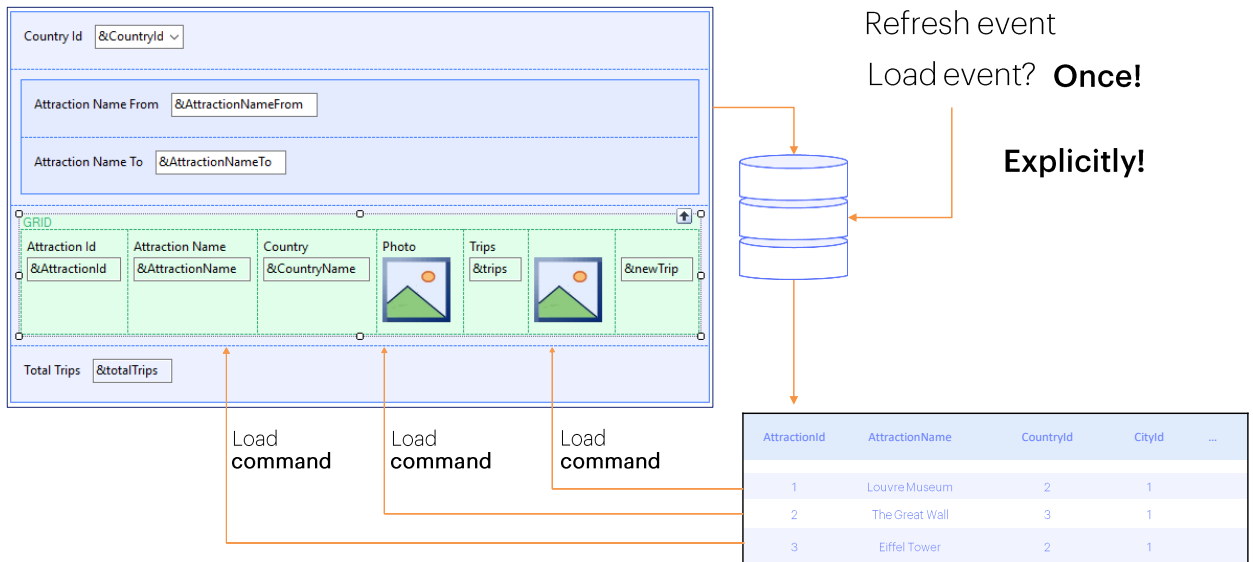 Country Id &CountryId
Attraction Name From &AttractionNameFrom
Attraction Name To &AttractionNameTo
GRID
Attraction Id Attraction Name Country Photo Trips
&AttractionId &AttractionName &CountryName &trips &newTrip
Total Trips &totalTrips
Refresh event
Load event? Once!
Explicitly!
Load command
Load command
Load command
AttractionId AttractionName CountryId CityId ...
1 Louvre Museum 2 1
2 The Great Wall 3 1
3 Eiffel Tower 2 1